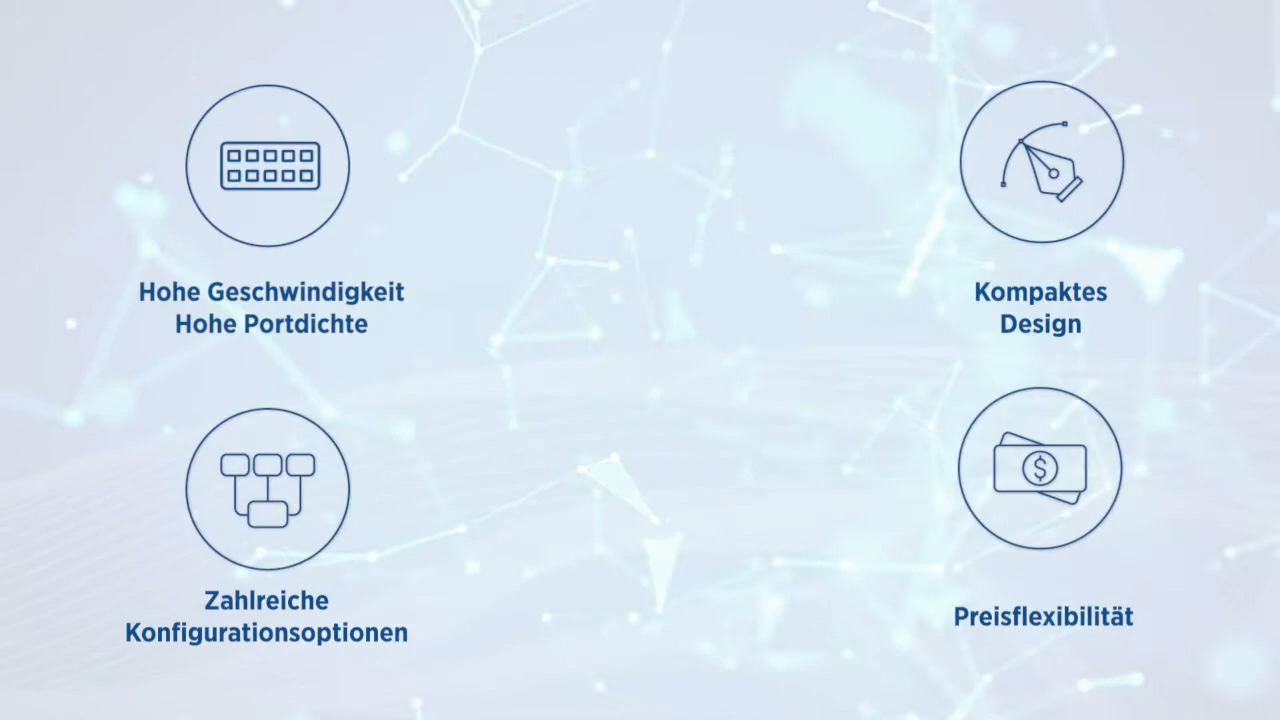 Hohe Geschwindigkeit
Hohe Portdichte
Kompaktes
Design
Zahlreiche
Konfigurationsoptionen
$
Preisflexibilität